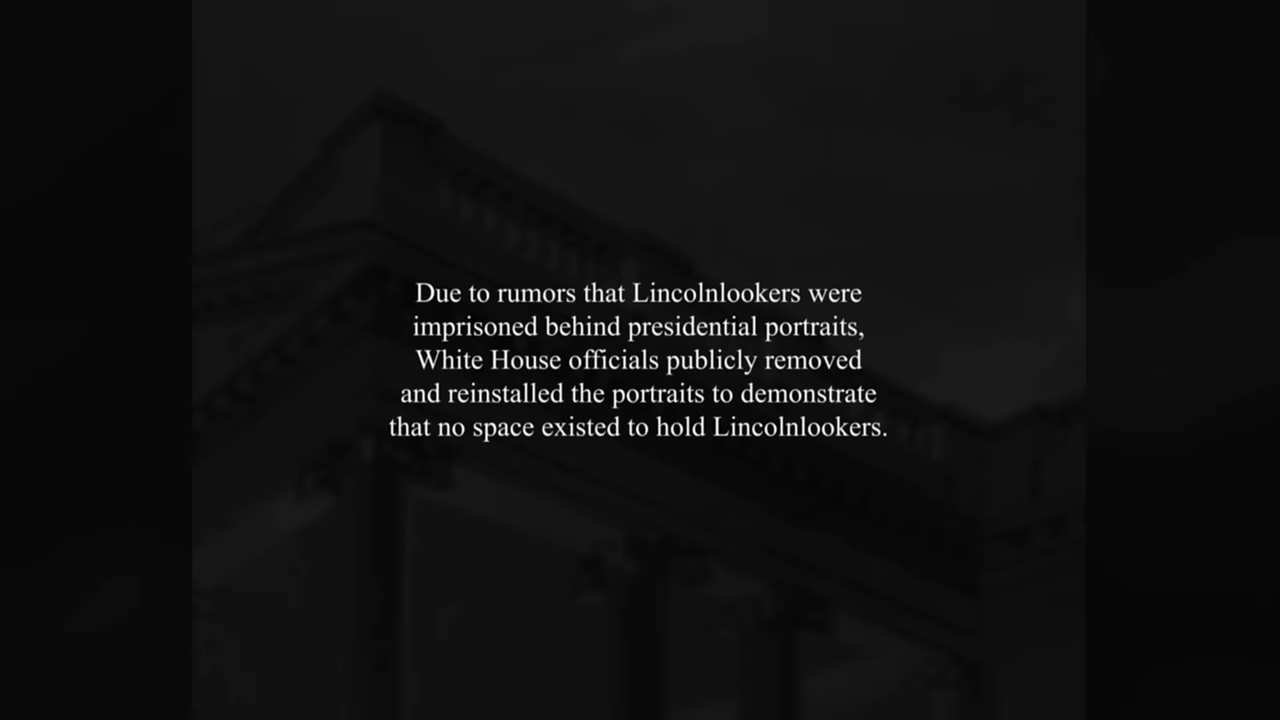 Due to rumors that Lincolnlookers were
imprisoned behind presidential portraits,
White House officials publicly removed
and reinstalled the portraits to demonstrate
that no space existed to hold Lincolnlookers.